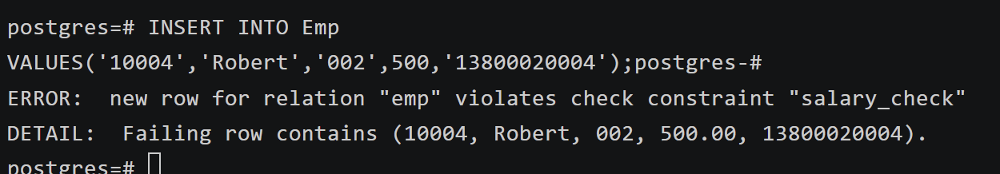 postgres=# INSERT INTO Emp
VALUES('10004','Robert','002',500,'13800020004');postgres-#
ERROR:  new row for relation "emp" violates check constraint "salary_check"
DETAIL:  Failing row contains (10004, Robert, 002, 500.00, 13800020004).
postgres=#